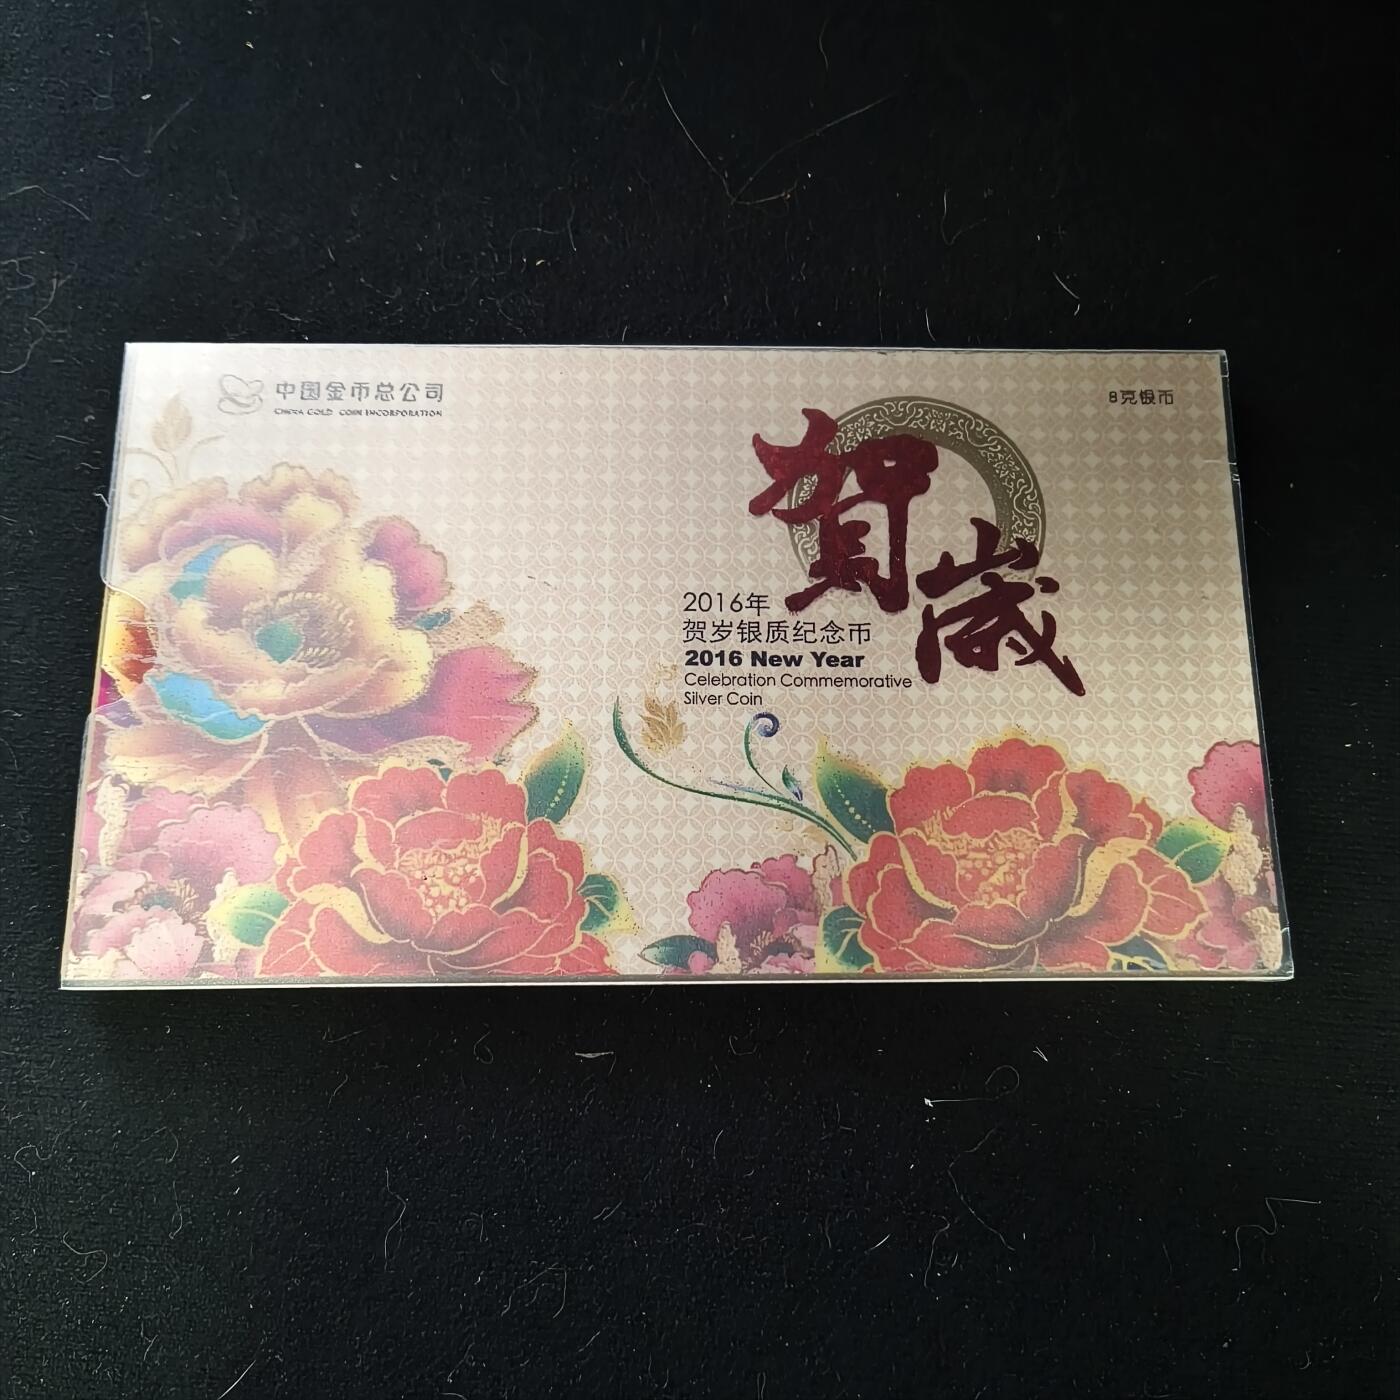 中国金币总公司
CHINA GOLD COIN INCORPORATION
8克银币
賀歲
2016年
贺岁银质纪念币
2016 New Year
Celebration Commemorative
Silver Coin